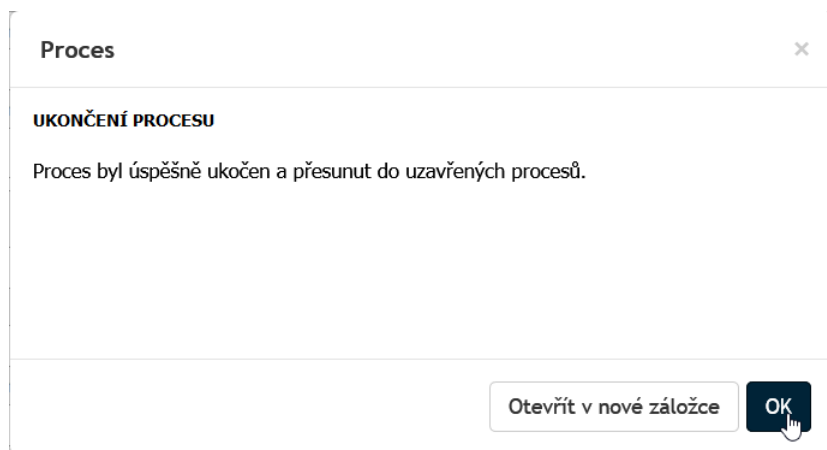 Proces
×
UKONČENÍ PROCESU
Proces byl úspěšně ukočen a přesunut do uzavřených procesů.
Otevřít v nové záložce
OK